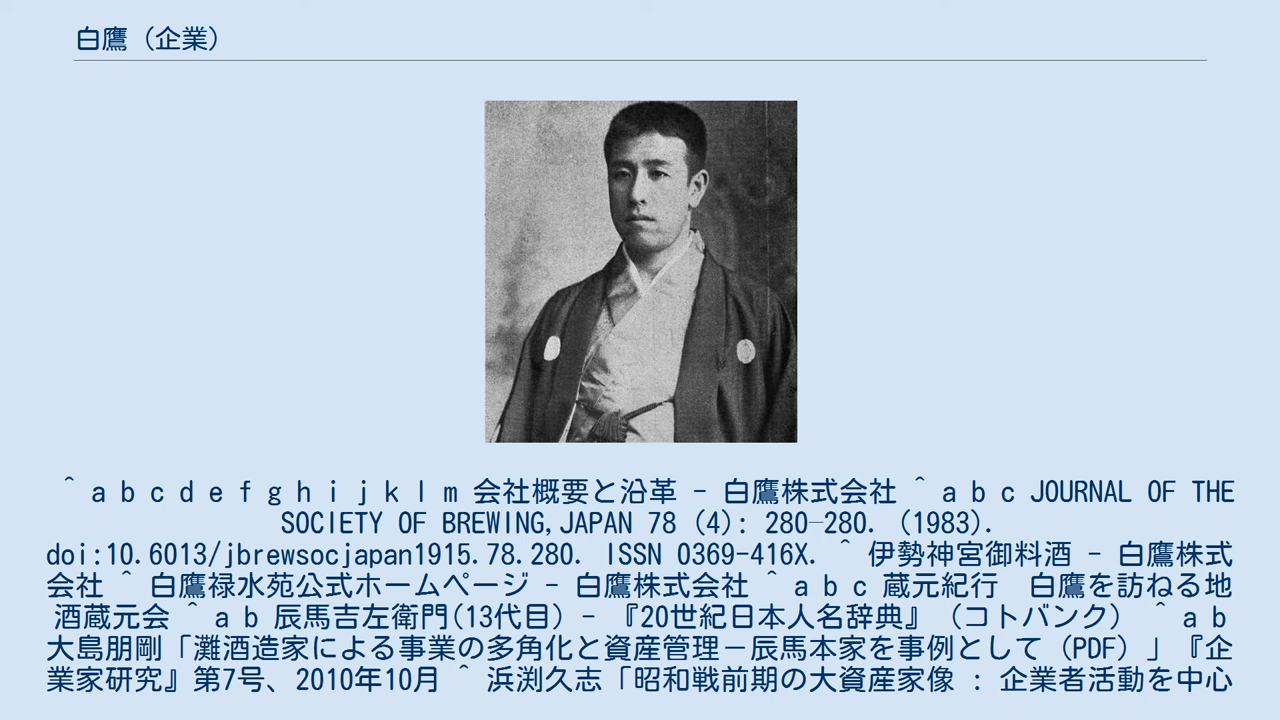 白鷹（企業）
^ a b c d e f g h i j k l m 会社概要と沿革 - 白鷹株式会社 ^ a b c JOURNAL OF THE
SOCIETY OF BREWING,JAPAN 78 (4): 280–280. (1983).
doi:10.6013/jbrewsocjapan1915.78.280. ISSN 0369-416X. ^ 伊勢神宮御料酒 - 白鷹株式
会社 ^ 白鷹禄水苑公式ホームページ - 白鷹株式会社 ^ a b c 蔵元紀行　白鷹を訪ねる地
酒蔵元会 ^ a b 辰馬吉左衛門(13代目) - 『20世紀日本人名辞典』（コトバンク） ^ a b
大島朋剛「灘酒造家による事業の多角化と資産管理－辰馬本家を事例として（PDF）」『企
業家研究』第7号、2010年10月 ^ 浜渕久志「昭和戦前期の大資産家像 : 企業者活動を中心